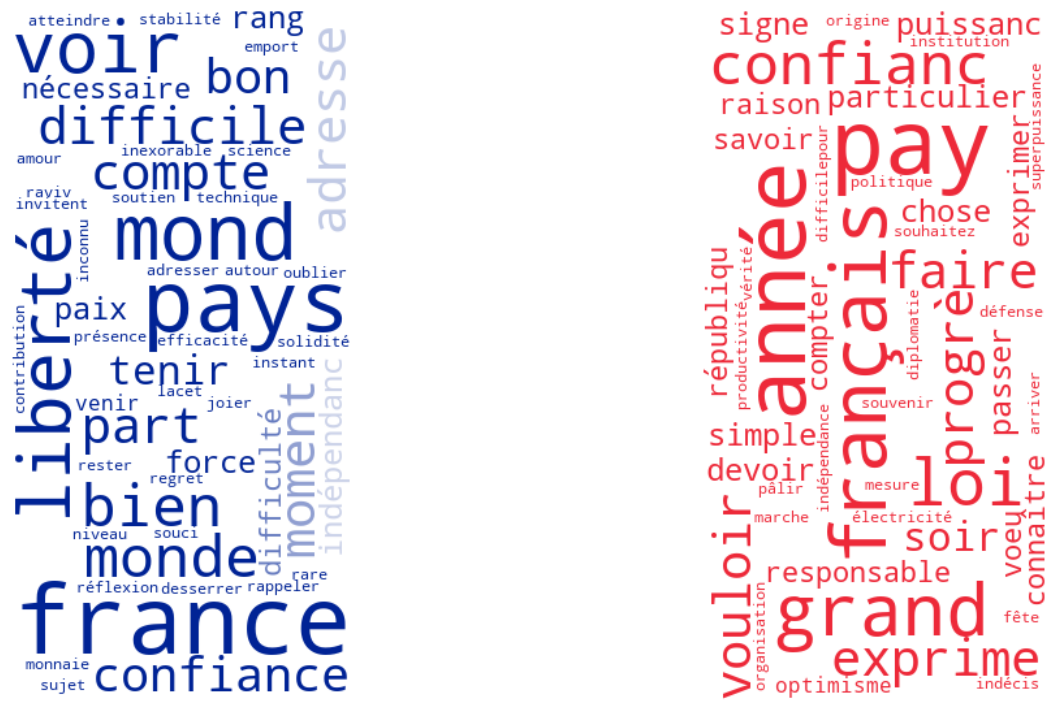 atteindre
stabilité
rang
voir
emport
bon
nécessaire
adresse
difficile
inexorable
science
amour
compte
raviv
soutien
technique
invitent
mond
inconnu
liberté
adresser
autour
oublier
pays
paix
présence
efficacité
solidité
contribution
instant
tenir
lacet
venir
joier
part
indépendanc
moment
difficulté
force
rester
regret
bien
niveau
souci
monde
rare
réflexion
desserrer
rappeler
france
monnaie
confiance
sujet
signe
origine
puissanc
institution
confianc
raison
particulier
superpuissance
savoir
difficilepour
pay
exprimer
politique
année
chose
souhaitez
français
républiqu
vérité
faire
compter
productivité
diplomatie
progrè
défense
passer
souvenir
arriver
simple
indépendance
devoir
pâlir
mesure
loi
connaître
marche
électricité
vouloir
soir
voeu
responsable
organisation
grand
fête
exprime
optimisme
indécis